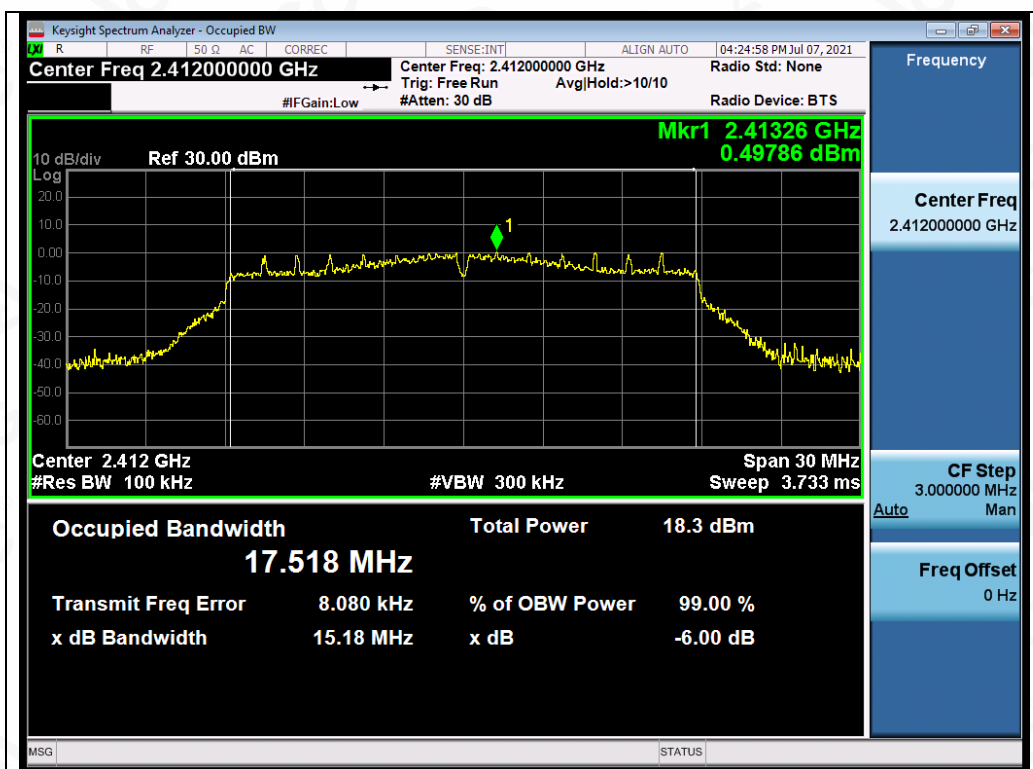 Keysight Spectrum Analyzer - Occupied BW
LXI R RF 50 Ω AC CORREC SENSE:INT ALIGN AUTO 04:24:58 PM Jul 07, 2021
Center Freq 2.412000000 GHz
Center Freq: 2.412000000 GHz
Radio Std: None
Trig: Free Run Avg|Hold:>10/10
#IFGain:Low
#Atten: 30 dB
Radio Device: BTS
Mkr1 2.41326 GHz
0.49786 dBm
10 dB/div Ref 30.00 dBm
Log
20.0
10.0
0.00
-10.0
-20.0
-30.0
-40.0
-50.0
-60.0
1
Center 2.412 GHz
Span 30 MHz
#Res BW 100 kHz
#VBW 300 kHz
Sweep 3.733 ms
Occupied Bandwidth
17.518 MHz
Total Power 18.3 dBm
Transmit Freq Error 8.080 kHz
% of OBW Power 99.00 %
x dB Bandwidth 15.18 MHz
x dB -6.00 dB
Frequency
Center Freq
2.412000000 GHz
CF Step
3.000000 MHz
Auto Man
Freq Offset
0 Hz
MSG
STATUS